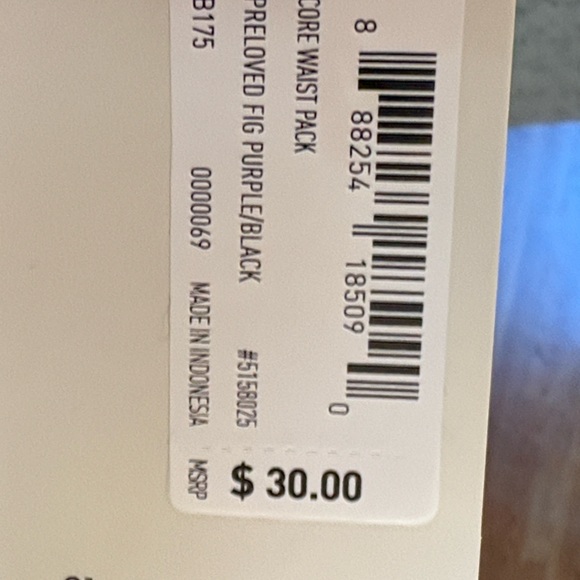 8 88254 18509 0
CORE WAIST PACK
PRELOVED FIG PURPLE/BLACK #5158025
B175 0000069 MADE IN INDONESIA MSRP
$ 30.00